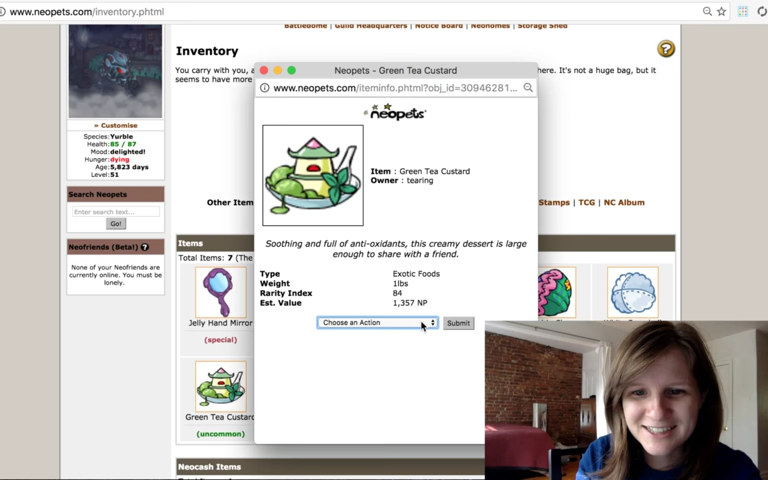 www.neopets.com/inventory.phtml
Battledome | Guild Headquarters | Notice Board | Neohomes | Storage Shed
Inventory
You carry with you, a
here. It's not a huge bag, but it
seems to have more
Neopets - Green Tea Custard
www.neopets.com/iteminfo.phtml?obj_id=30946281...
neopets
Item : Green Tea Custard
Owner : tearing
Soothing and full of anti-oxidants, this creamy dessert is large
enough to share with a friend.
Type Exotic Foods
Weight 1lbs
Rarity Index 84
Est. Value 1,357 NP
Choose an Action
Submit
» Customise
Species: Yurble
Health: 85 / 87
Mood: delighted!
Hunger: dying
Age: 5,823 days
Level: 51
Search Neopets
Enter search text...
Go!
Neofriends (Beta!) ?
None of your Neofriends are
currently online. You must be
lonely.
Other Item
Stamps | TCG | NC Album
Items
Total Items: 7 (The
Jelly Hand Mirror
(special)
Green Tea Custard
(uncommon)
Neocash Items